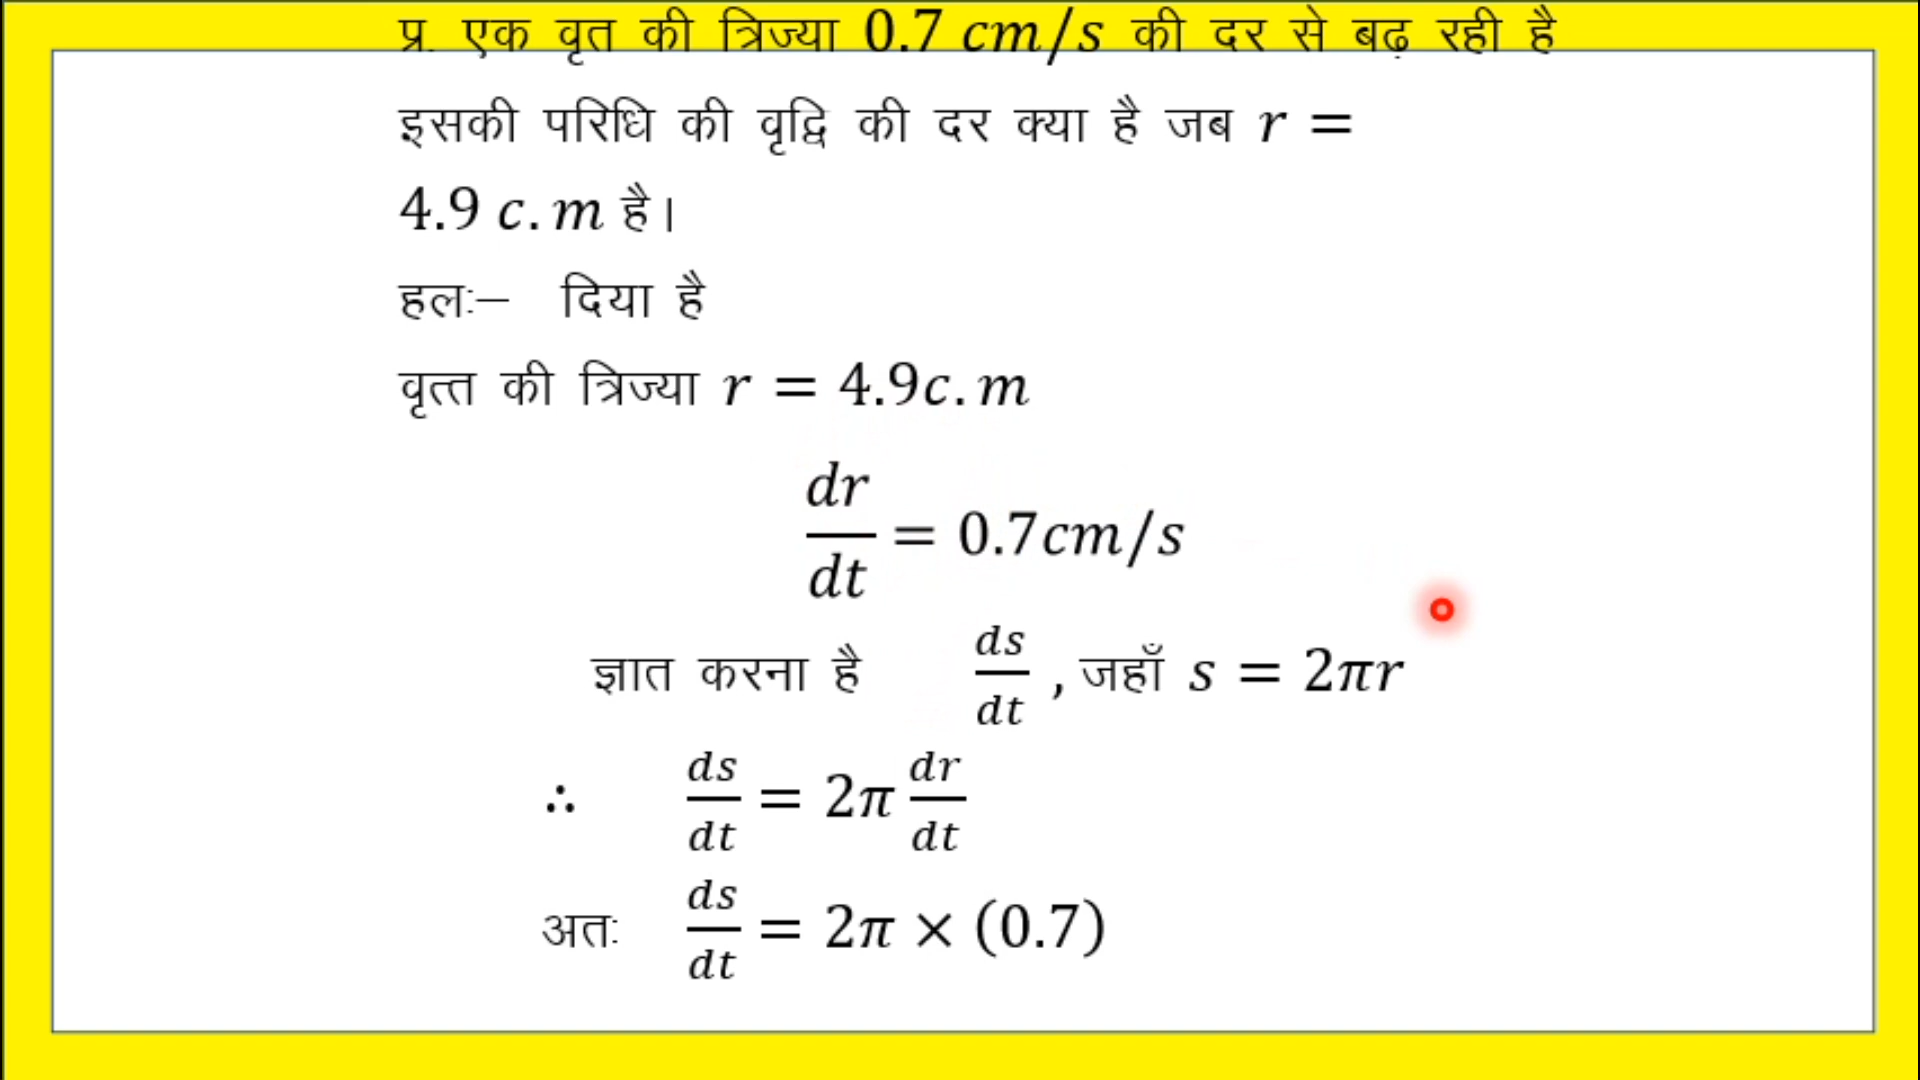 प्र. एक वृत की त्रिज्या 0.7 cm/s की दर से बढ़ रही है
इसकी परिधि की वृद्वि की दर क्या है जब r =
4.9 c.m है।
हलः– दिया है
वृत्त की त्रिज्या r = 4.9c.m
dr/dt = 0.7cm/s
ज्ञात करना है ds/dt , जहाँ s = 2πr
∴ ds/dt = 2π dr/dt
अतः ds/dt = 2π × (0.7)